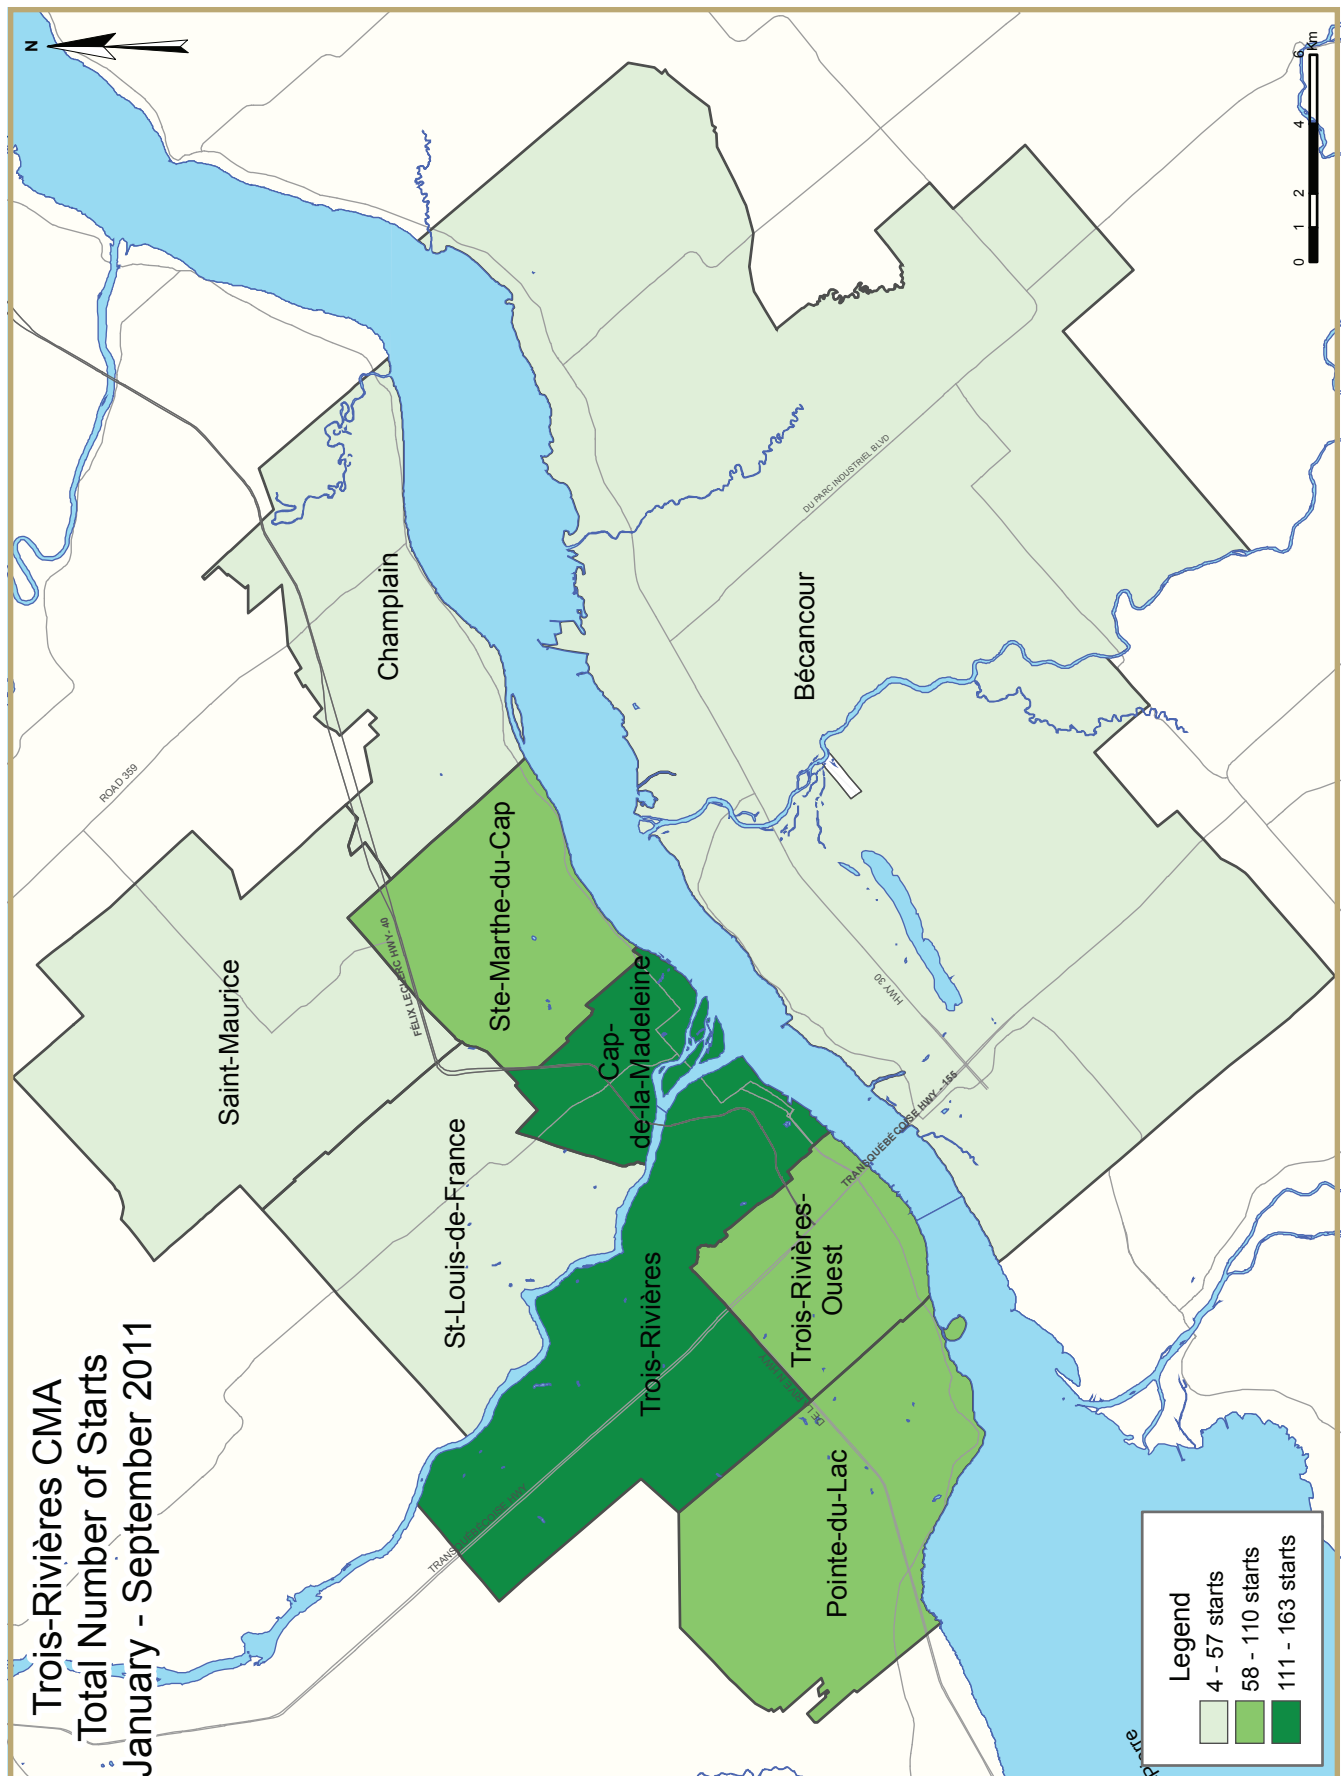 Trois-Rivières CMA
Total Number of Starts
January - September 2011
N
ROAD 359
Saint-Maurice
Champlain
FÉLIX LECLERC HWY- 40
Ste-Marthe-du-Cap
St-Louis-de-France
Cap-
de-la-Madeleine
DU PARC INDUSTRIEL BLVD
Bécancour
HWY 30
TRANSQUÉBÉCOISE HWY - 155
Trois-Rivières
Trois-Rivières-
Ouest
TRANSQUÉBÉCOISE HWY
Pointe-du-Lac
Legend
4 - 57 starts
58 - 110 starts
111 - 163 starts
0 1 2 4 6
Km